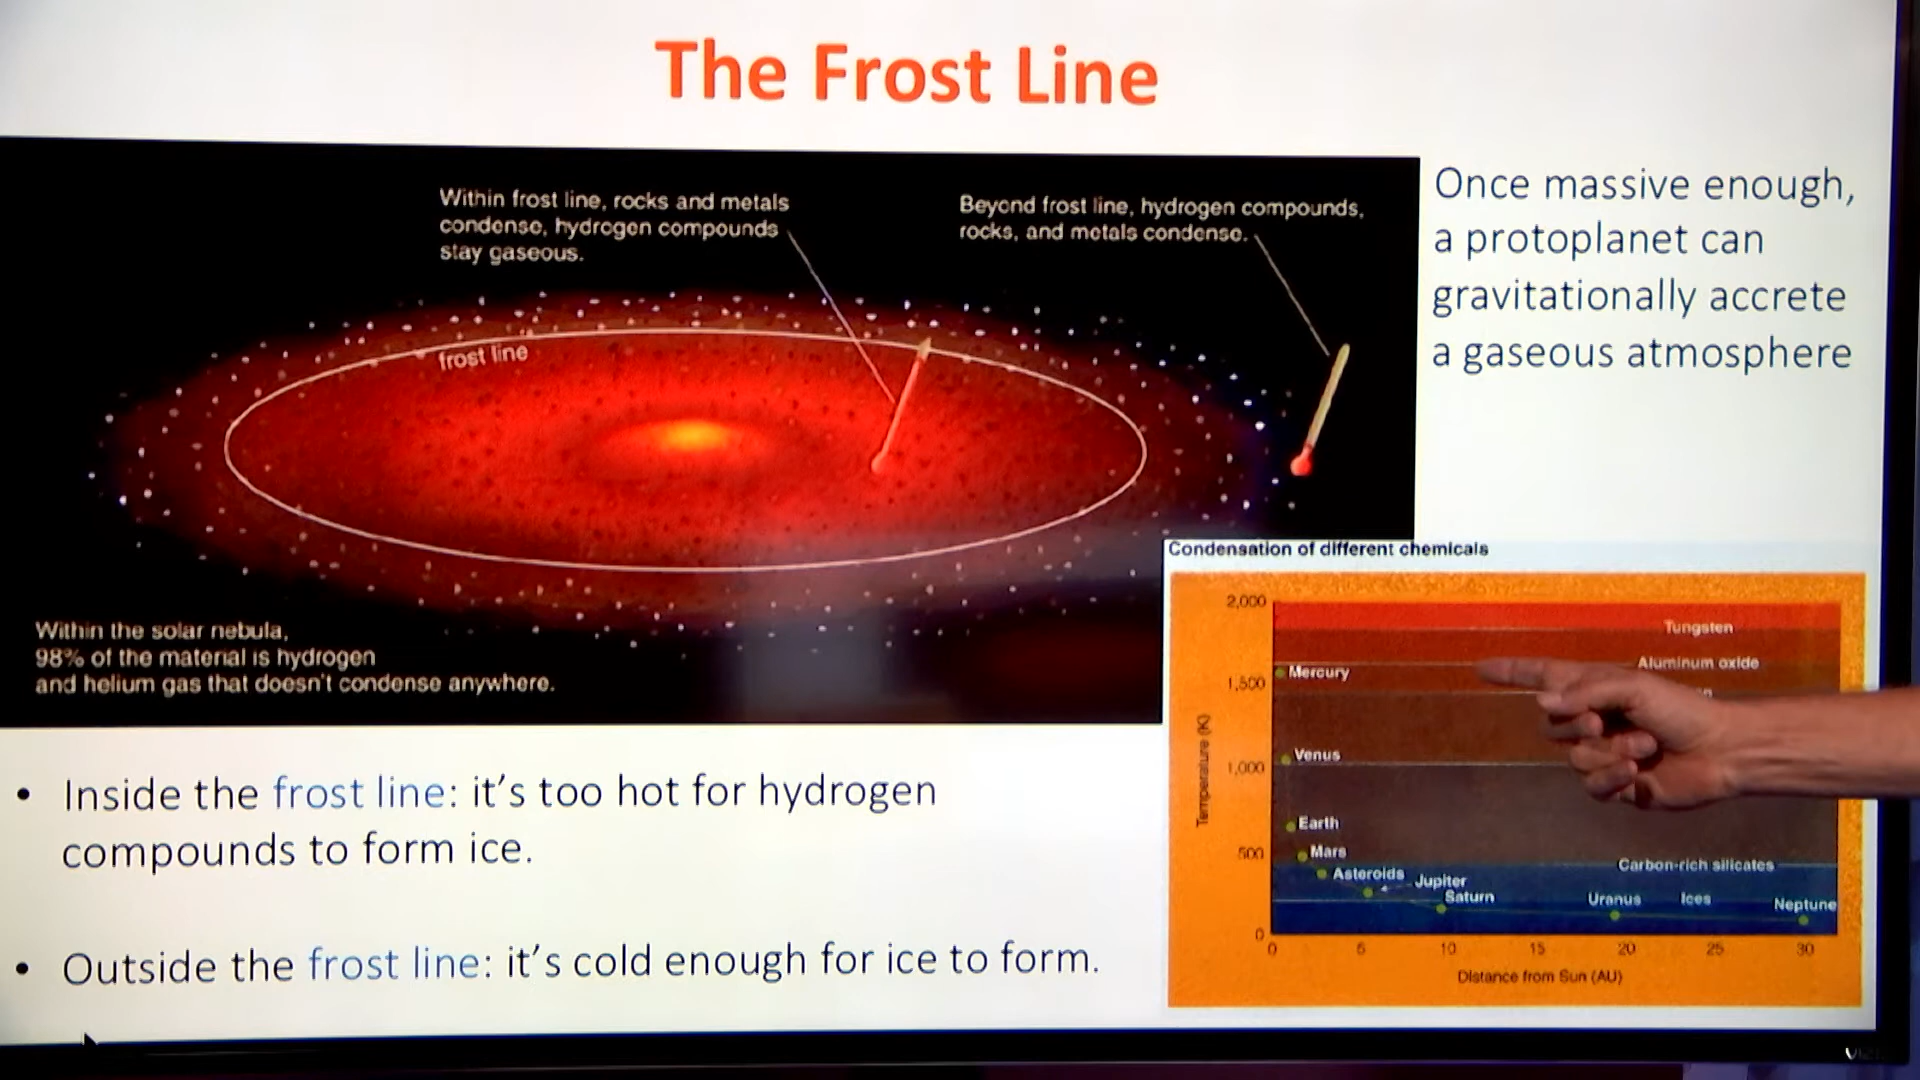 The Frost Line
Within frost line, rocks and metals
condense, hydrogen compounds
stay gaseous.
Beyond frost line, hydrogen compounds,
rocks, and metals condense.
frost line
Within the solar nebula,
98% of the material is hydrogen
and helium gas that doesn't condense anywhere.
Once massive enough,
a protoplanet can
gravitationally accrete
a gaseous atmosphere
• Inside the frost line: it's too hot for hydrogen
compounds to form ice.
• Outside the frost line: it's cold enough for ice to form.
Condensation of different chemicals
Temperature (K)
2,000
1,500
1,000
500
0
Tungsten
Aluminum oxide
Mercury
Venus
Earth
Mars
Carbon-rich silicates
Asteroids
Jupiter
Saturn
Uranus
Ices
Neptune
0 5 10 15 20 25 30
Distance from Sun (AU)